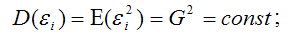 D(εᵢ) = E(εᵢ²) = G² = const;